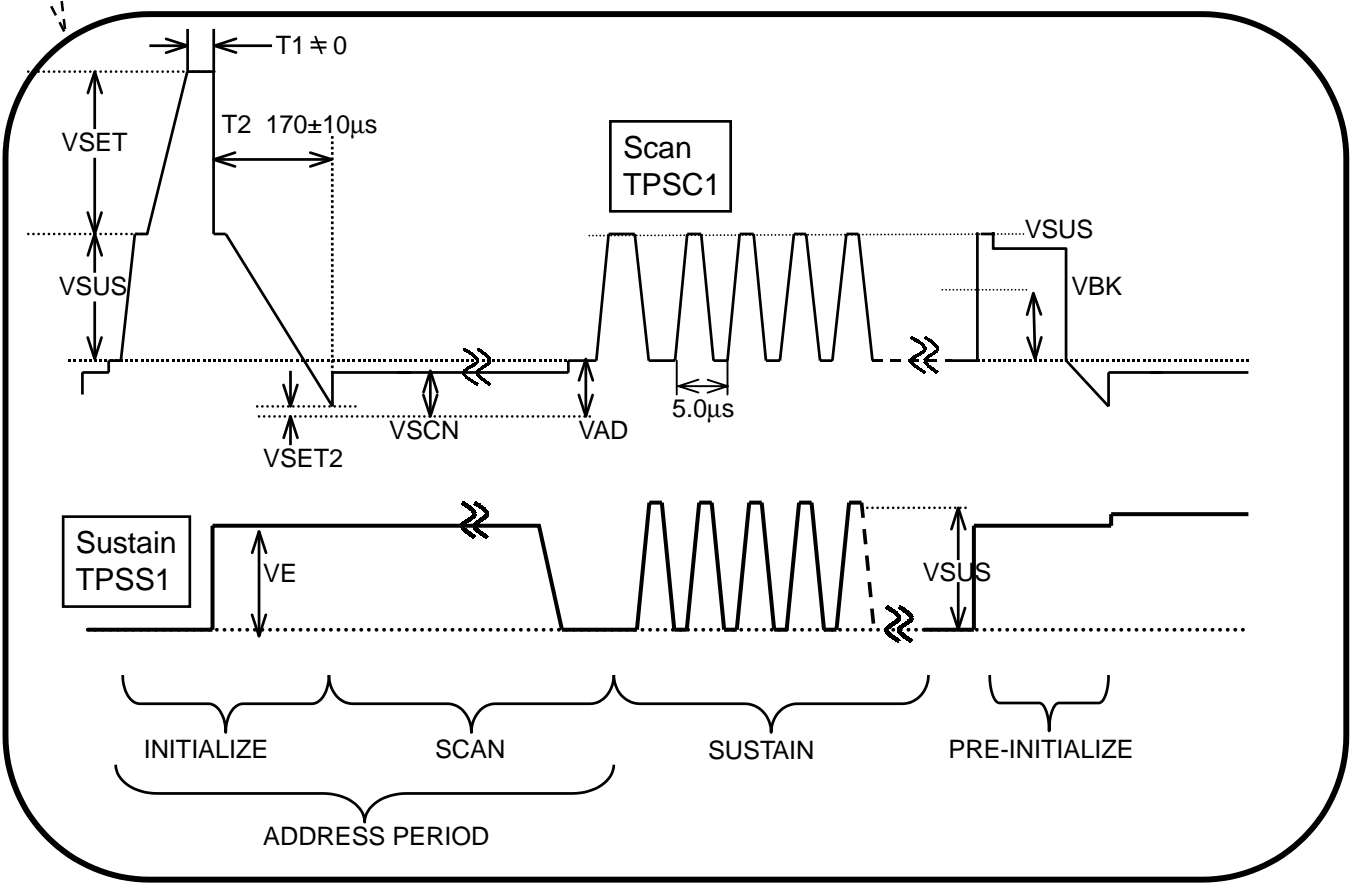 T1≒0
T2 170±10μs
VSET
Scan
TPSC1
VSUS
VSUS
VBK
5.0μs
VSCN
VAD
VSET2
Sustain
TPSS1
VE
VSUS
INITIALIZE
SCAN
SUSTAIN
PRE-INITIALIZE
ADDRESS PERIOD